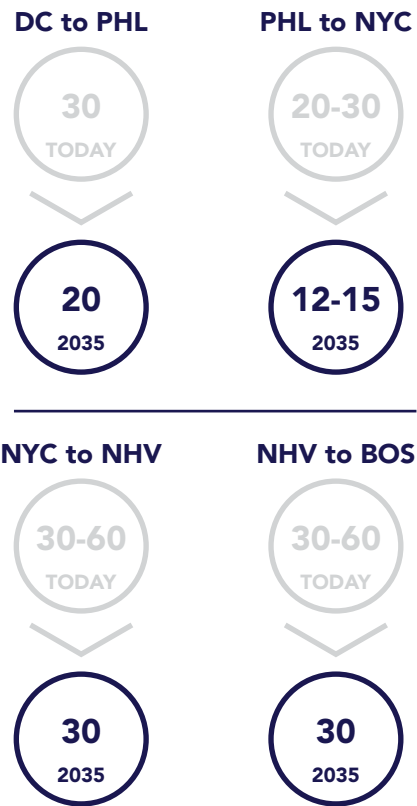 DC to PHL
30
TODAY
20
2035
PHL to NYC
20-30
TODAY
12-15
2035
NYC to NHV
30-60
TODAY
30
2035
NHV to BOS
30-60
TODAY
30
2035